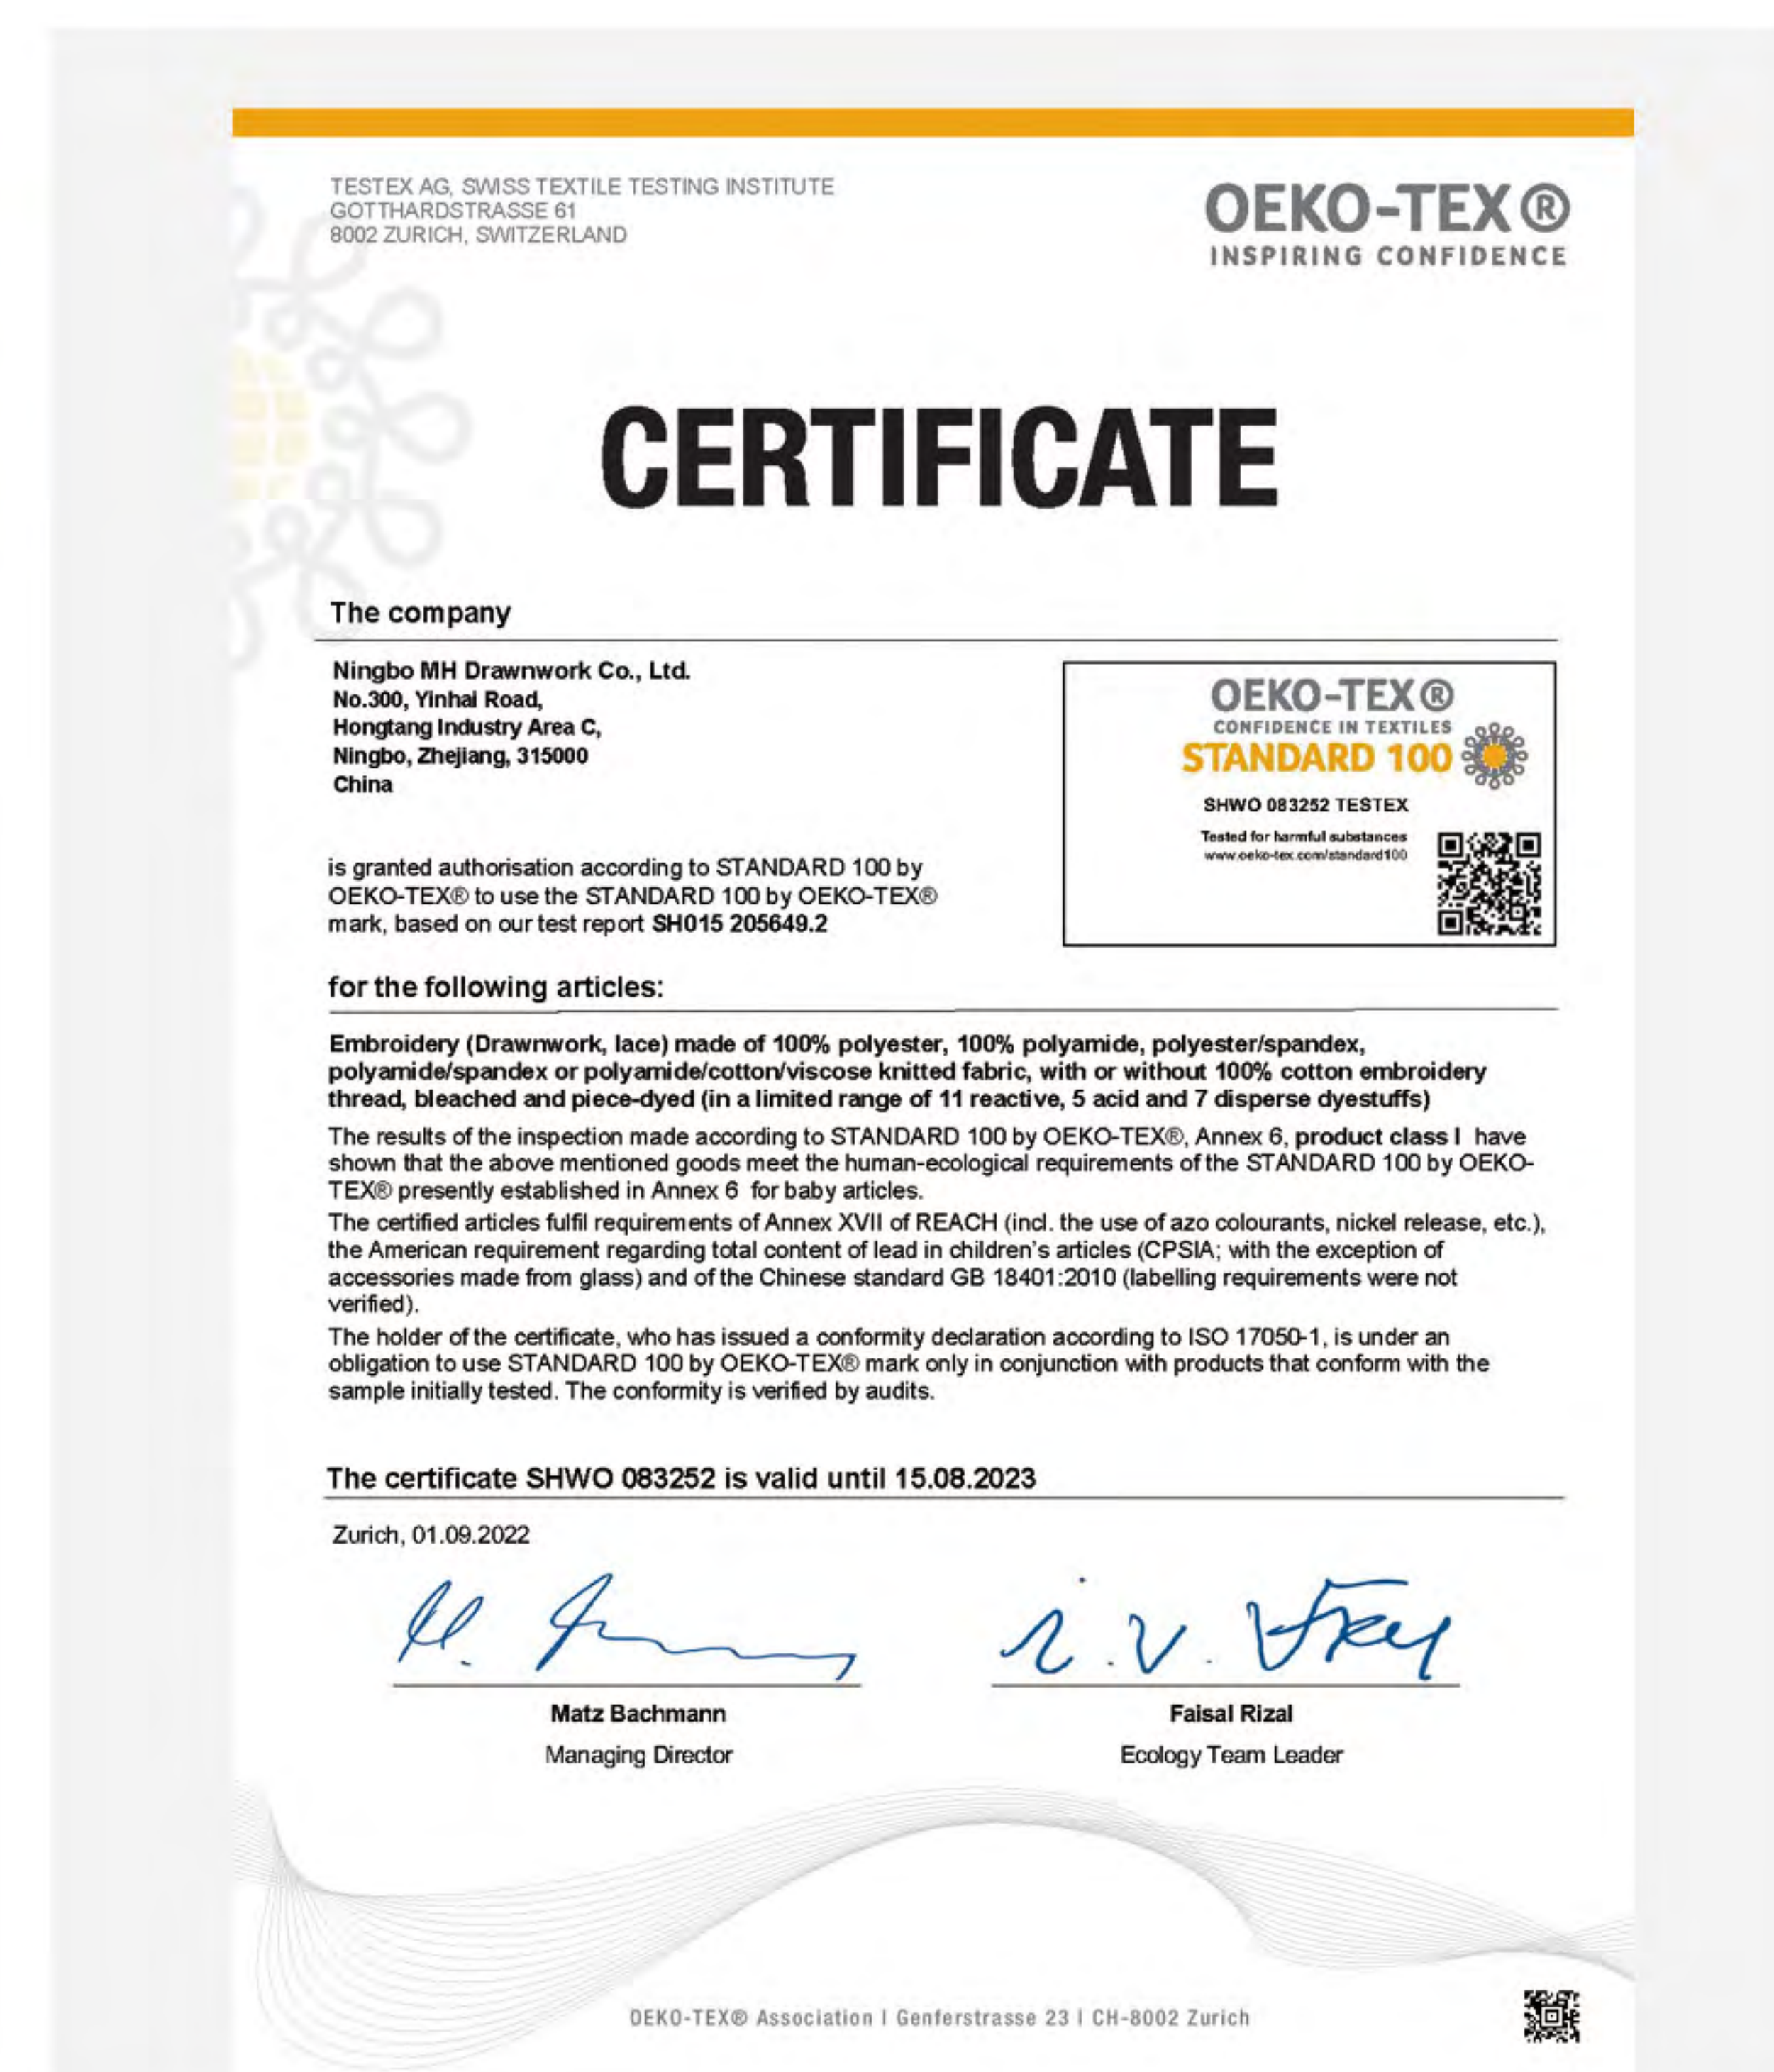 TESTEX AG, SWISS TEXTILE TESTING INSTITUTE
GOTTHARDSTRASSE 61
8002 ZURICH, SWITZERLAND
OEKO-TEX®
INSPIRING CONFIDENCE
CERTIFICATE
The company
Ningbo MH Drawnwork Co., Ltd.
No.300, Yinhai Road,
Hongtang Industry Area C,
Ningbo, Zhejiang, 315000
China
OEKO-TEX®
CONFIDENCE IN TEXTILES
STANDARD 100
SHWO 083252 TESTEX
Tested for harmful substances
www.oeko-tex.com/standard100
is granted authorisation according to STANDARD 100 by
OEKO-TEX® to use the STANDARD 100 by OEKO-TEX®
mark, based on our test report SH015 205649.2
for the following articles:
Embroidery (Drawnwork, lace) made of 100% polyester, 100% polyamide, polyester/spandex,
polyamide/spandex or polyamide/cotton/viscose knitted fabric, with or without 100% cotton embroidery
thread, bleached and piece-dyed (in a limited range of 11 reactive, 5 acid and 7 disperse dyestuffs)
The results of the inspection made according to STANDARD 100 by OEKO-TEX®, Annex 6, product class I have
shown that the above mentioned goods meet the human-ecological requirements of the STANDARD 100 by OEKO-
TEX® presently established in Annex 6 for baby articles.
The certified articles fulfil requirements of Annex XVII of REACH (incl. the use of azo colourants, nickel release, etc.),
the American requirement regarding total content of lead in children's articles (CPSIA; with the exception of
accessories made from glass) and of the Chinese standard GB 18401:2010 (labelling requirements were not
verified).
The holder of the certificate, who has issued a conformity declaration according to ISO 17050-1, is under an
obligation to use STANDARD 100 by OEKO-TEX® mark only in conjunction with products that conform with the
sample initially tested. The conformity is verified by audits.
The certificate SHWO 083252 is valid until 15.08.2023
Zurich, 01.09.2022
Matz Bachmann
Managing Director
Faisal Rizal
Ecology Team Leader
OEKO-TEX® Association | Genferstrasse 23 | CH-8002 Zurich